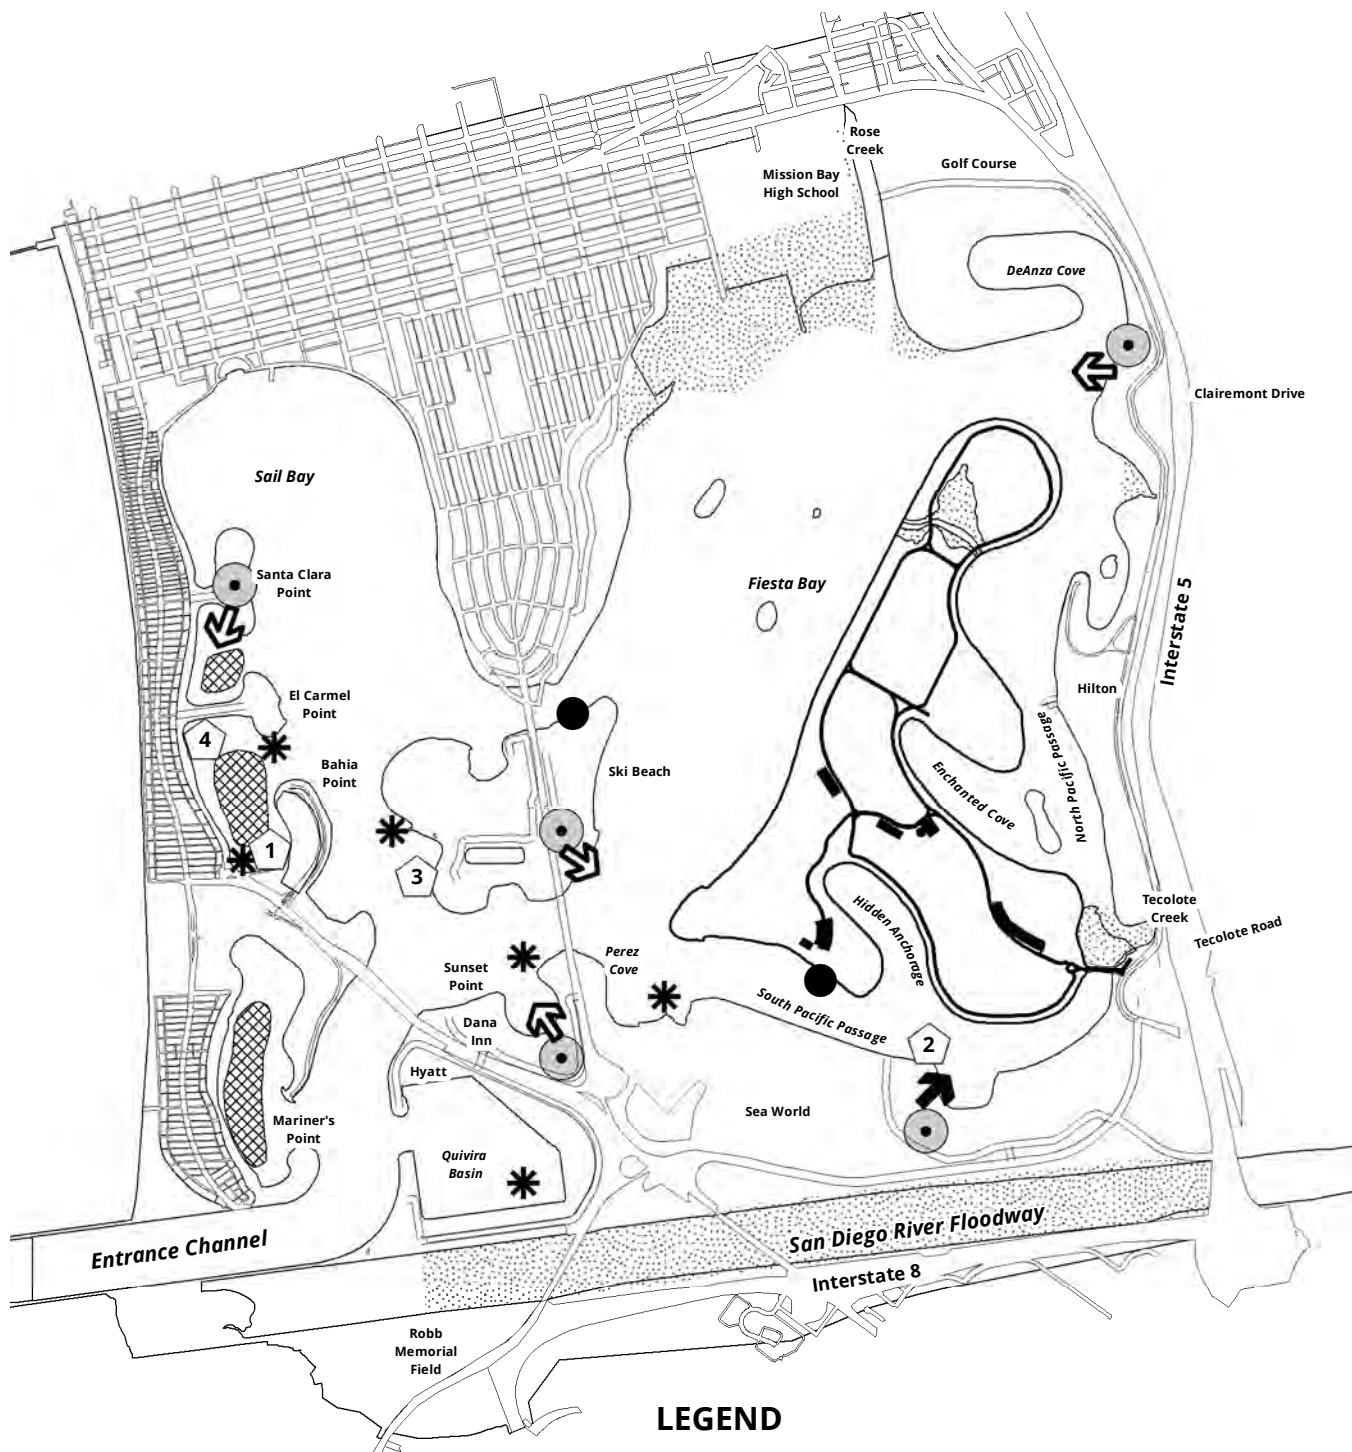 Rose
Creek
Golf Course
Mission Bay
High School
DeAnza Cove
Clairemont Drive
Sail Bay
Santa Clara
Point
Fiesta Bay
Interstate 5
El Carmel
Point
Hilton
North Pacific Passage
4
Bahia
Point
Ski Beach
Enchanted Cove
1
3
Hidden Anchorage
Tecolote
Creek
Tecolote Road
Perez
Cove
Sunset
Point
South Pacific Passage
Dana
Inn
2
Hyatt
Sea World
Mariner's
Point
Quivira
Basin
Entrance Channel
San Diego River Floodway
Interstate 8
Robb
Memorial
Field
LEGEND